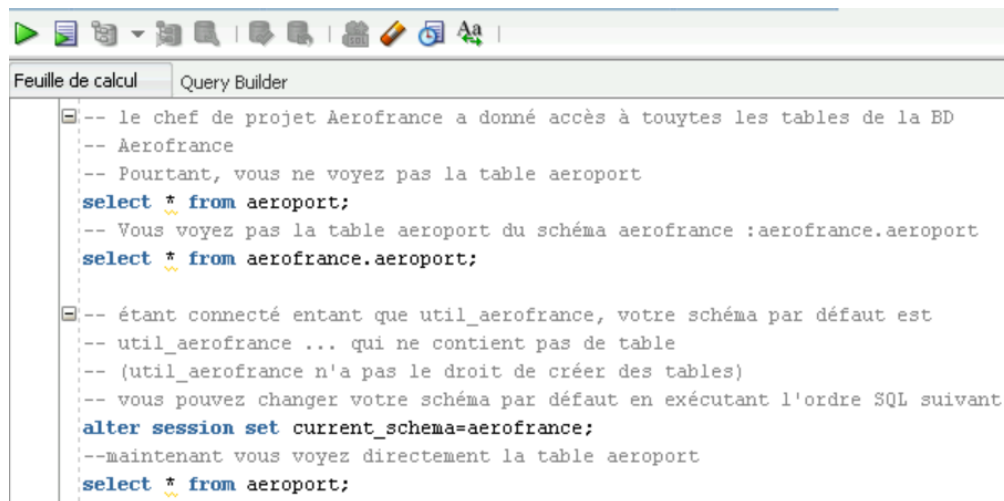 Feuille de calcul Query Builder
-- le chef de projet Aerofrance a donné accès à touytes les tables de la BD
-- Aerofrance
-- Pourtant, vous ne voyez pas la table aeroport
select * from aeroport;
-- Vous voyez pas la table aeroport du schéma aerofrance :aerofrance.aeroport
select * from aerofrance.aeroport;
-- étant connecté entant que util_aerofrance, votre schéma par défaut est
-- util_aerofrance ... qui ne contient pas de table
-- (util_aerofrance n'a pas le droit de créer des tables)
-- vous pouvez changer votre schéma par défaut en exécutant l'ordre SQL suivant
alter session set current_schema=aerofrance;
--maintenant vous voyez directement la table aeroport
select * from aeroport;